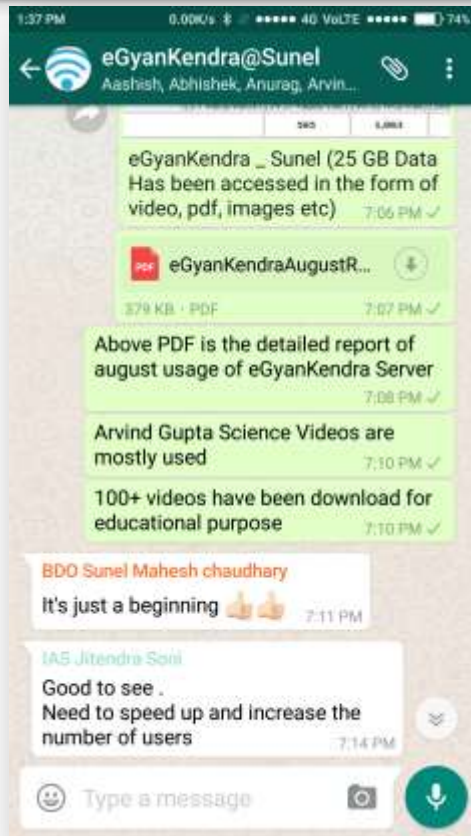 1:37 PM
0.00K/s
4G VoLTE
74%
eGyanKendra@Sunel
Aashish, Abhishek, Anurag, Arvin...
565
1,063
eGyanKendra _ Sunel (25 GB Data
Has been accessed in the form of
video, pdf, images etc)
7:06 PM
PDF
eGyanKendraAugustR...
379 KB · PDF
7:07 PM
Above PDF is the detailed report of
august usage of eGyanKendra Server
7:08 PM
Arvind Gupta Science Videos are
mostly used
7:10 PM
100+ videos have been download for
educational purpose
7:10 PM
BDO Sunel Mahesh chaudhary
It's just a beginning 👍👍
7:11 PM
IAS Jitendra Soni
Good to see .
Need to speed up and increase the
number of users
7:14 PM
Type a message